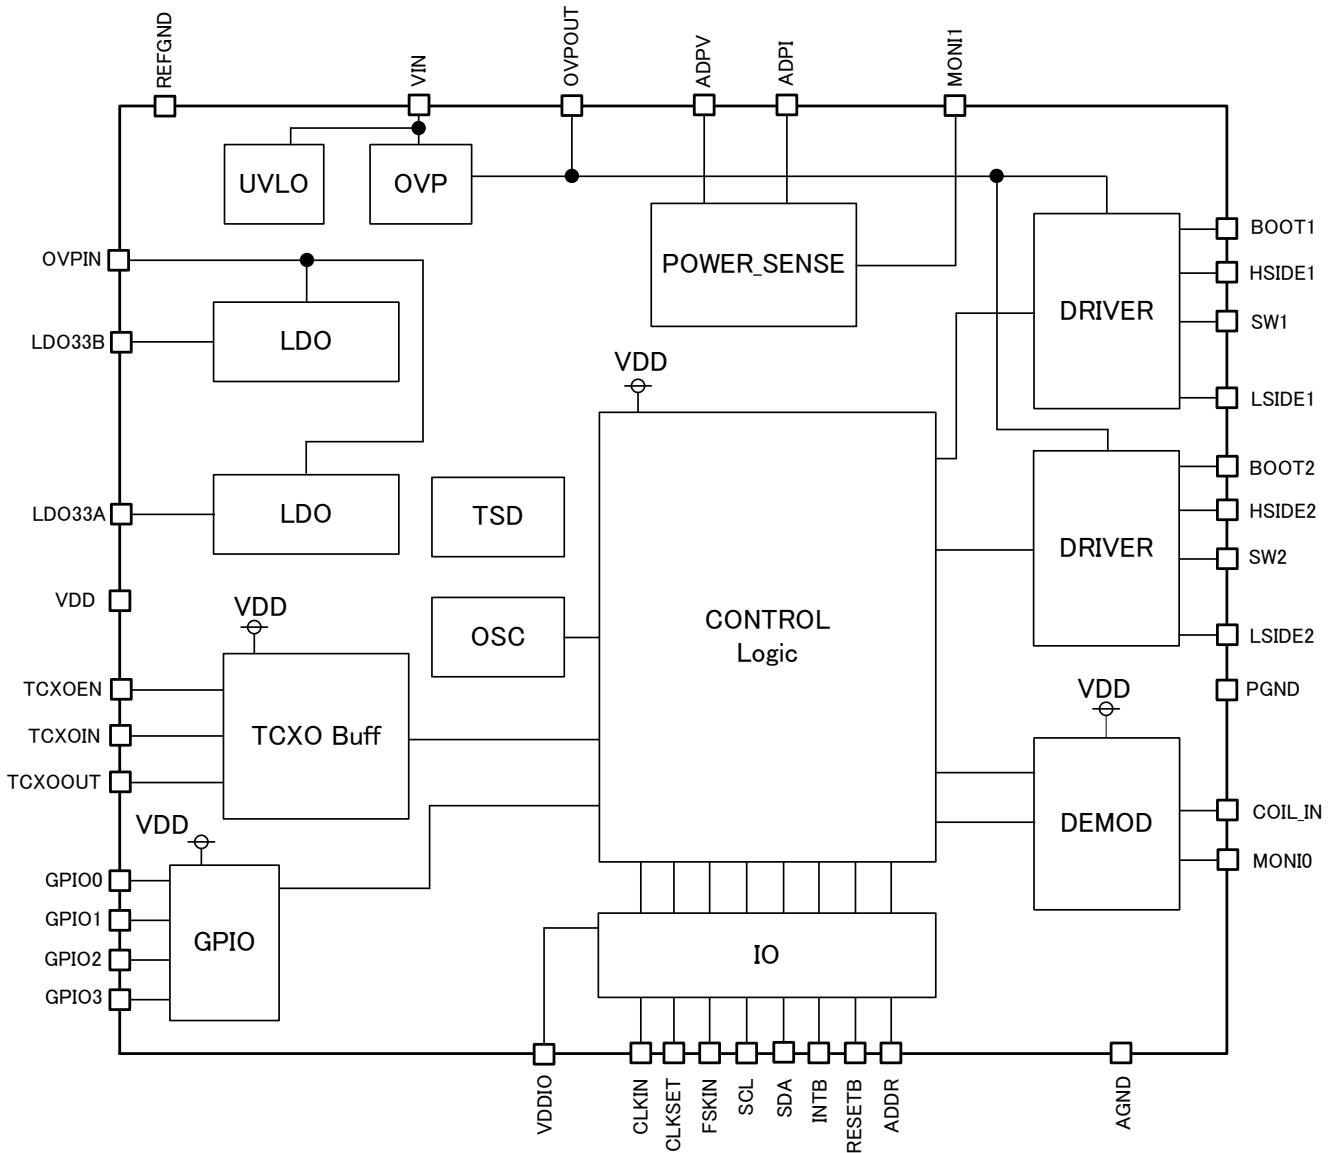 REFGND
VIN
OVPOUT
ADPV
ADPI
MONI1
UVLO
OVP
POWER_SENSE
OVPIN
LDO
LDO33B
LDO
LDO33A
VDD
TSD
OSC
VDD
CONTROL
Logic
DRIVER
BOOT1
HSIDE1
SW1
LSIDE1
DRIVER
BOOT2
HSIDE2
SW2
LSIDE2
PGND
VDD
TCXOEN
TCXOIN
TCXOOUT
TCXO Buff
VDD
DEMOD
COIL_IN
MONI0
VDD
GPIO0
GPIO1
GPIO2
GPIO3
GPIO
IO
VDDIO
CLKIN
CLKSET
FSKIN
SCL
SDA
INTB
RESETB
ADDR
AGND